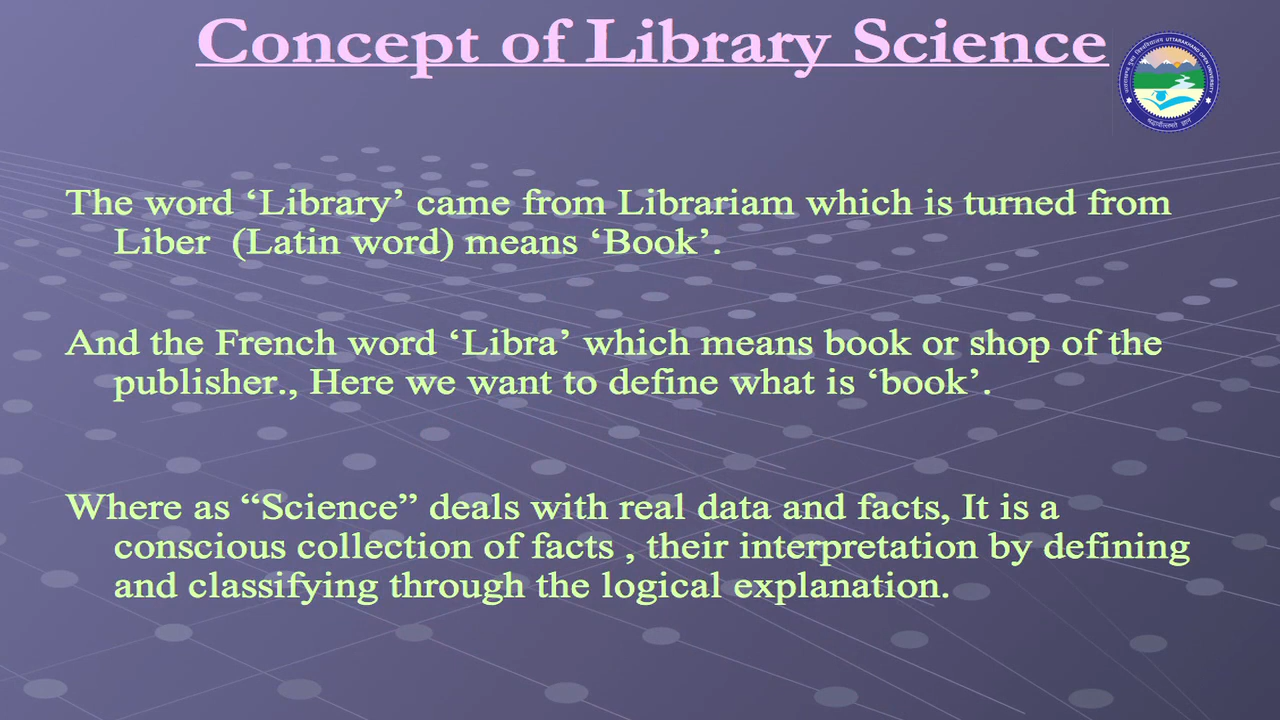 Concept of Library Science
UTTARAKHAND OPEN UNIVERSITY
The word ‘Library’ came from Librariam which is turned from
Liber (Latin word) means ‘Book’.
And the French word ‘Libra’ which means book or shop of the
publisher., Here we want to define what is ‘book’.
Where as “Science” deals with real data and facts, It is a
conscious collection of facts , their interpretation by defining
and classifying through the logical explanation.